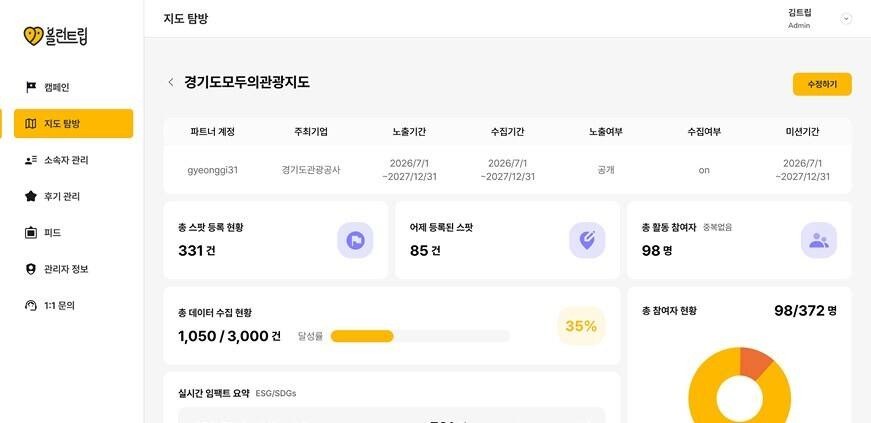 볼런트립
지도 탐방
김트립
Admin
캠페인
지도 탐방
소속자 관리
후기 관리
피드
관리자 정보
1:1 문의
경기도모두의관광지도
수정하기
파트너 계정 주최기업 노출기간 수집기간 노출여부 수집여부 미션기간
gyeonggi31 경기도관광공사 2026/7/1 ~2027/12/31 2026/7/1 ~2027/12/31 공개 on 2026/7/1 ~2027/12/31
총 스팟 등록 현황
331 건
어제 등록된 스팟
85 건
총 활동 참여자 중복없음
98 명
총 데이터 수집 현황
1,050 / 3,000 건 달성률
35%
총 참여자 현황 98/372 명
실시간 임팩트 요약 ESG/SDGs